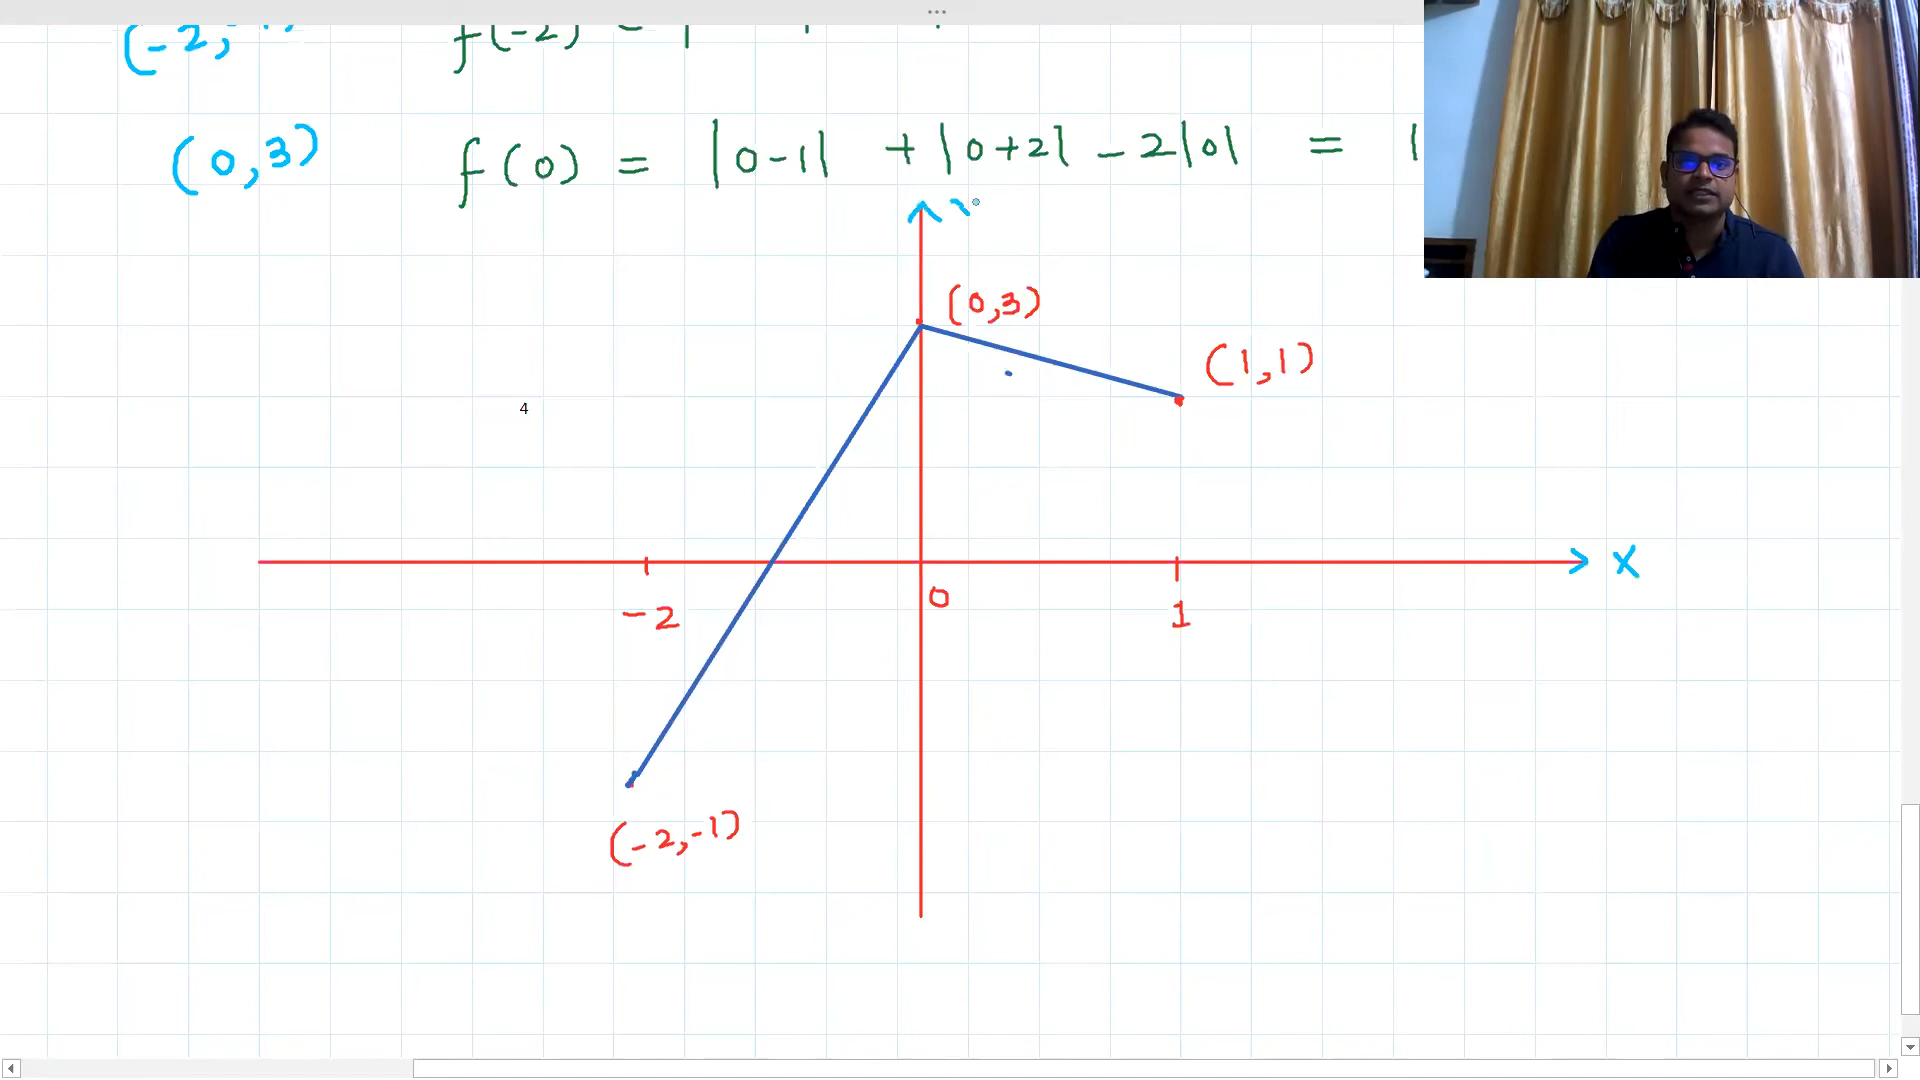 f(-2) =
(0,3) f(0) = |0-1| + |0+2| - 2|0| = |
(0,3)
(1,1)
4
X
0
-2 1
(-2,-1)